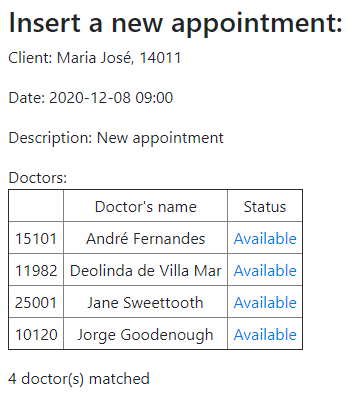 Insert a new appointment:
Client: Maria José, 14011
Date: 2020-12-08 09:00
Description: New appointment
Doctors:
Doctor's name Status
15101 André Fernandes Available
11982 Deolinda de Villa Mar Available
25001 Jane Sweettooth Available
10120 Jorge Goodenough Available
4 doctor(s) matched